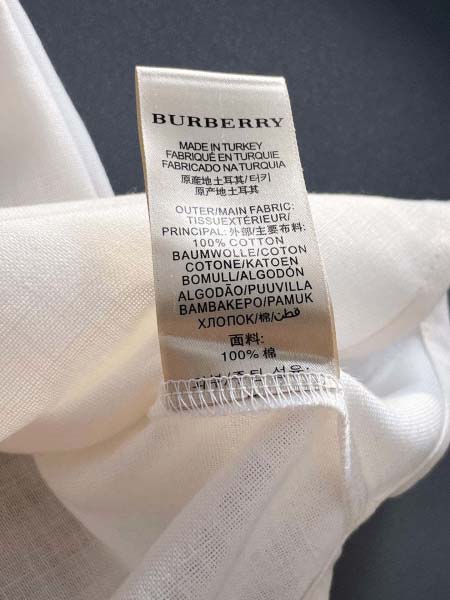 BURBERRY
MADE IN TURKEY
FABRIQUÉ EN TURQUIE
FABRICADO NA TURQUIA
原産地土耳其/터키
原产地土耳其
OUTER/MAIN FABRIC:
TISSUEXTÉRIEUR/
PRINCIPAL:外部/主要布料:
100% COTTON
BAUMWOLLE/COTON
COTONE/KATOEN
BOMULL/ALGODÓN
ALGODÃO/PUUVILLA
BAMBAKEPO/PAMUK
ХЛОПОК/棉/قطن
面料:
100% 棉